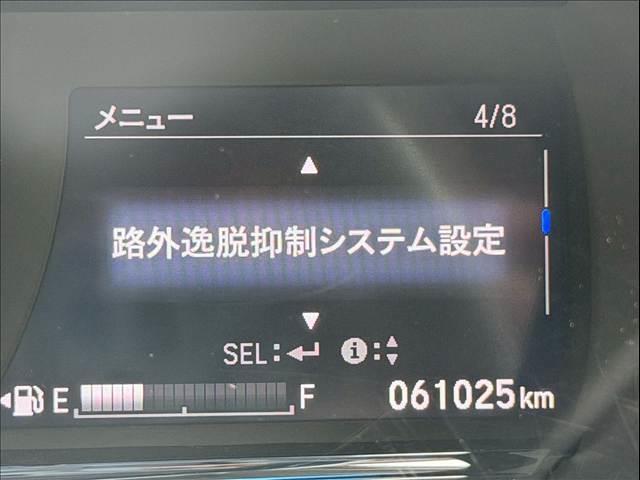 メニュー 4/8
▲
路外逸脱抑制システム設定
▼
SEL:↵ i:▲▼
E F 061025km